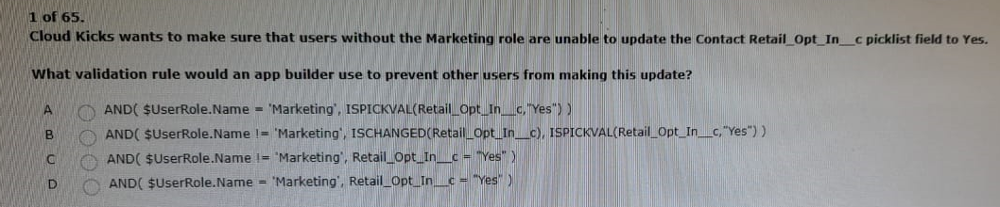 1 of 65.
Cloud Kicks wants to make sure that users without the Marketing role are unable to update the Contact Retail_Opt_In__c picklist field to Yes.
What validation rule would an app builder use to prevent other users from making this update?
A AND( $UserRole.Name = 'Marketing', ISPICKVAL(Retail_Opt_In__c,"Yes") )
B AND( $UserRole.Name != 'Marketing', ISCHANGED(Retail_Opt_In__c), ISPICKVAL(Retail_Opt_In__c,"Yes") )
C AND( $UserRole.Name != 'Marketing', Retail_Opt_In__c = "Yes" )
D AND( $UserRole.Name = 'Marketing', Retail_Opt_In__c = "Yes" )